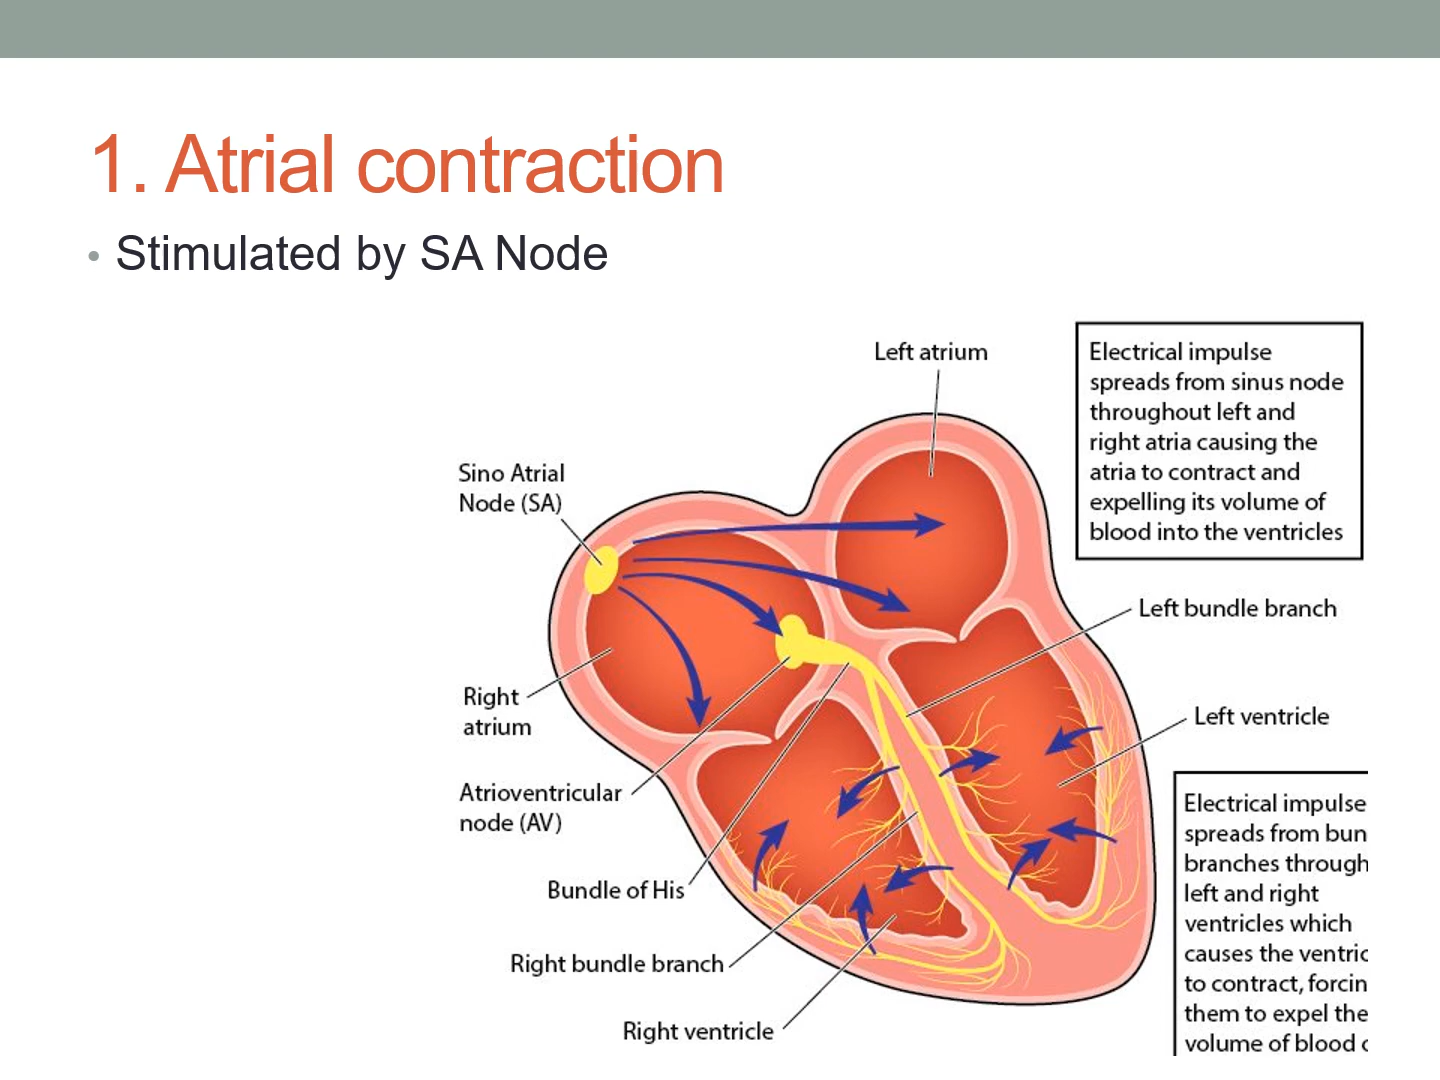 1. Atrial contraction
• Stimulated by SA Node
Left atrium
Electrical impulse
spreads from sinus node
throughout left and
right atria causing the
atria to contract and
expelling its volume of
blood into the ventricles
Sino Atrial
Node (SA)
Left bundle branch
Right
atrium
Left ventricle
Atrioventricular
node (AV)
Electrical impulse
spreads from bun
branches through
left and right
ventricles which
causes the ventric
to contract, forcin
them to expel the
volume of blood
Bundle of His
Right bundle branch
Right ventricle